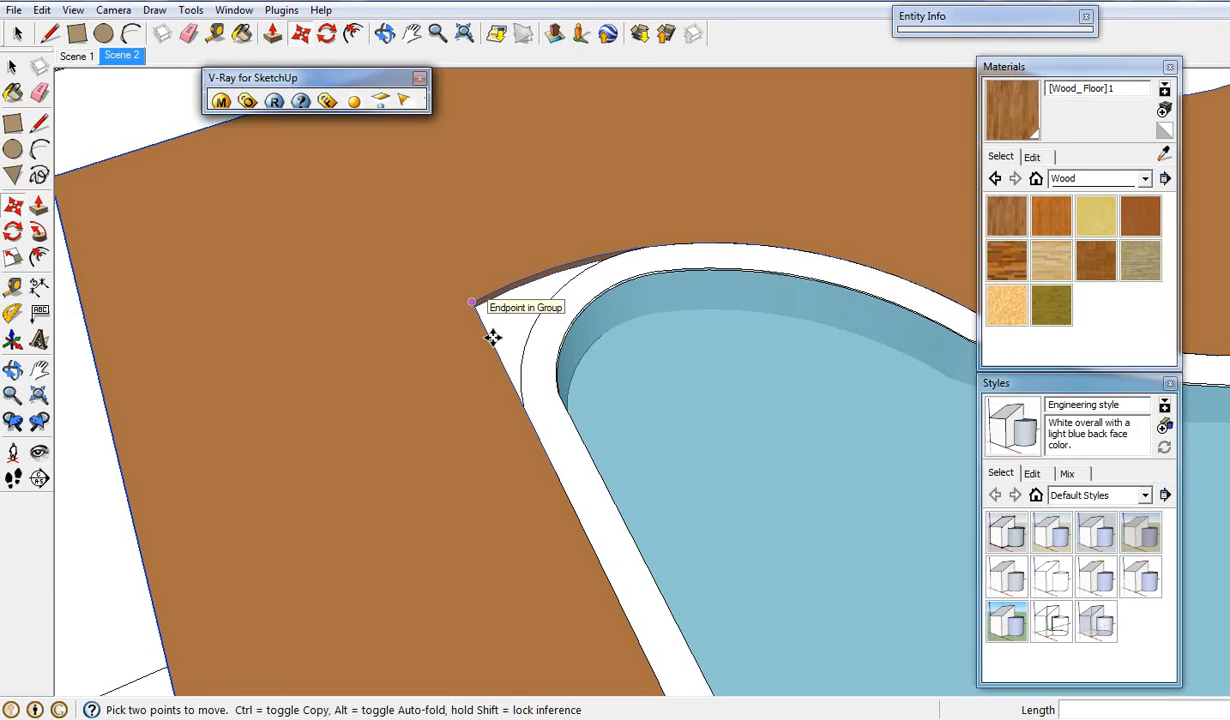 File Edit View Camera Draw Tools Window Plugins Help
Entity Info
Scene 1 Scene 2
V-Ray for SketchUp
M O R ?
Materials
[Wood_Floor]1
Select Edit
Wood
ABC
Endpoint in Group
Styles
Engineering style
White overall with a
light blue back face
color.
Select Edit Mix
Default Styles
Pick two points to move. Ctrl = toggle Copy, Alt = toggle Auto-fold, hold Shift = lock inference
Length